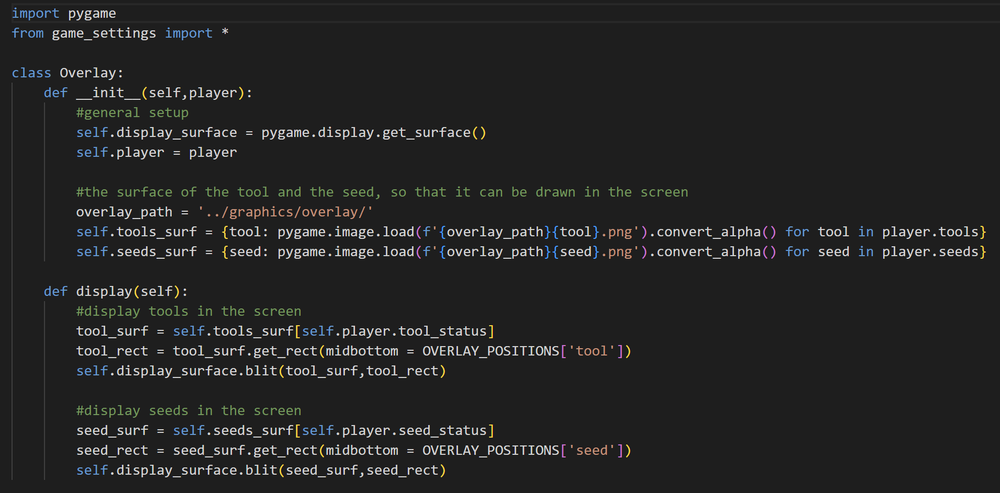 import pygame
from game_settings import *
class Overlay:
def __init__(self,player):
#general setup
self.display_surface = pygame.display.get_surface()
self.player = player
#the surface of the tool and the seed, so that it can be drawn in the screen
overlay_path = '../graphics/overlay/'
self.tools_surf = {tool: pygame.image.load(f'{overlay_path}{tool}.png').convert_alpha() for tool in player.tools}
self.seeds_surf = {seed: pygame.image.load(f'{overlay_path}{seed}.png').convert_alpha() for seed in player.seeds}
def display(self):
#display tools in the screen
tool_surf = self.tools_surf[self.player.tool_status]
tool_rect = tool_surf.get_rect(midbottom = OVERLAY_POSITIONS['tool'])
self.display_surface.blit(tool_surf,tool_rect)
#display seeds in the screen
seed_surf = self.seeds_surf[self.player.seed_status]
seed_rect = seed_surf.get_rect(midbottom = OVERLAY_POSITIONS['seed'])
self.display_surface.blit(seed_surf,seed_rect)